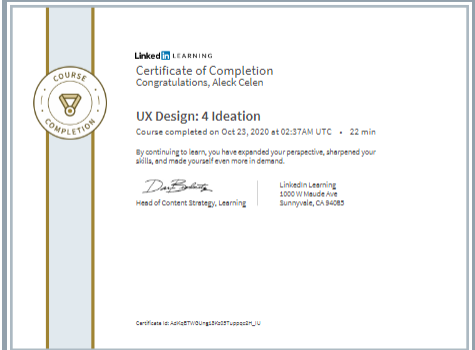 COURSE
COMPLETION
Linked in LEARNING
Certificate of Completion
Congratulations, Aleck Celen
UX Design: 4 Ideation
Course completed on Oct 23, 2020 at 02:37AM UTC • 22 min
By continuing to learn, you have expanded your perspective, sharpened your
skills, and made yourself even more in demand.
Head of Content Strategy, Learning
LinkedIn Learning
1000 W Maude Ave
Sunnyvale, CA 94085
Certificate Id: